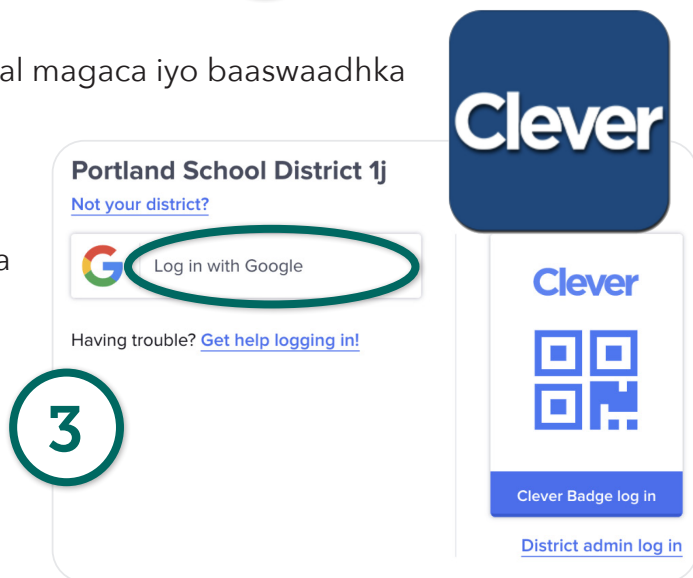 al magaca iyo baaswaadhka
Clever
Portland School District 1j
Not your district?
a
Log in with Google
Having trouble? Get help logging in!
3
Clever
Clever Badge log in
District admin log in